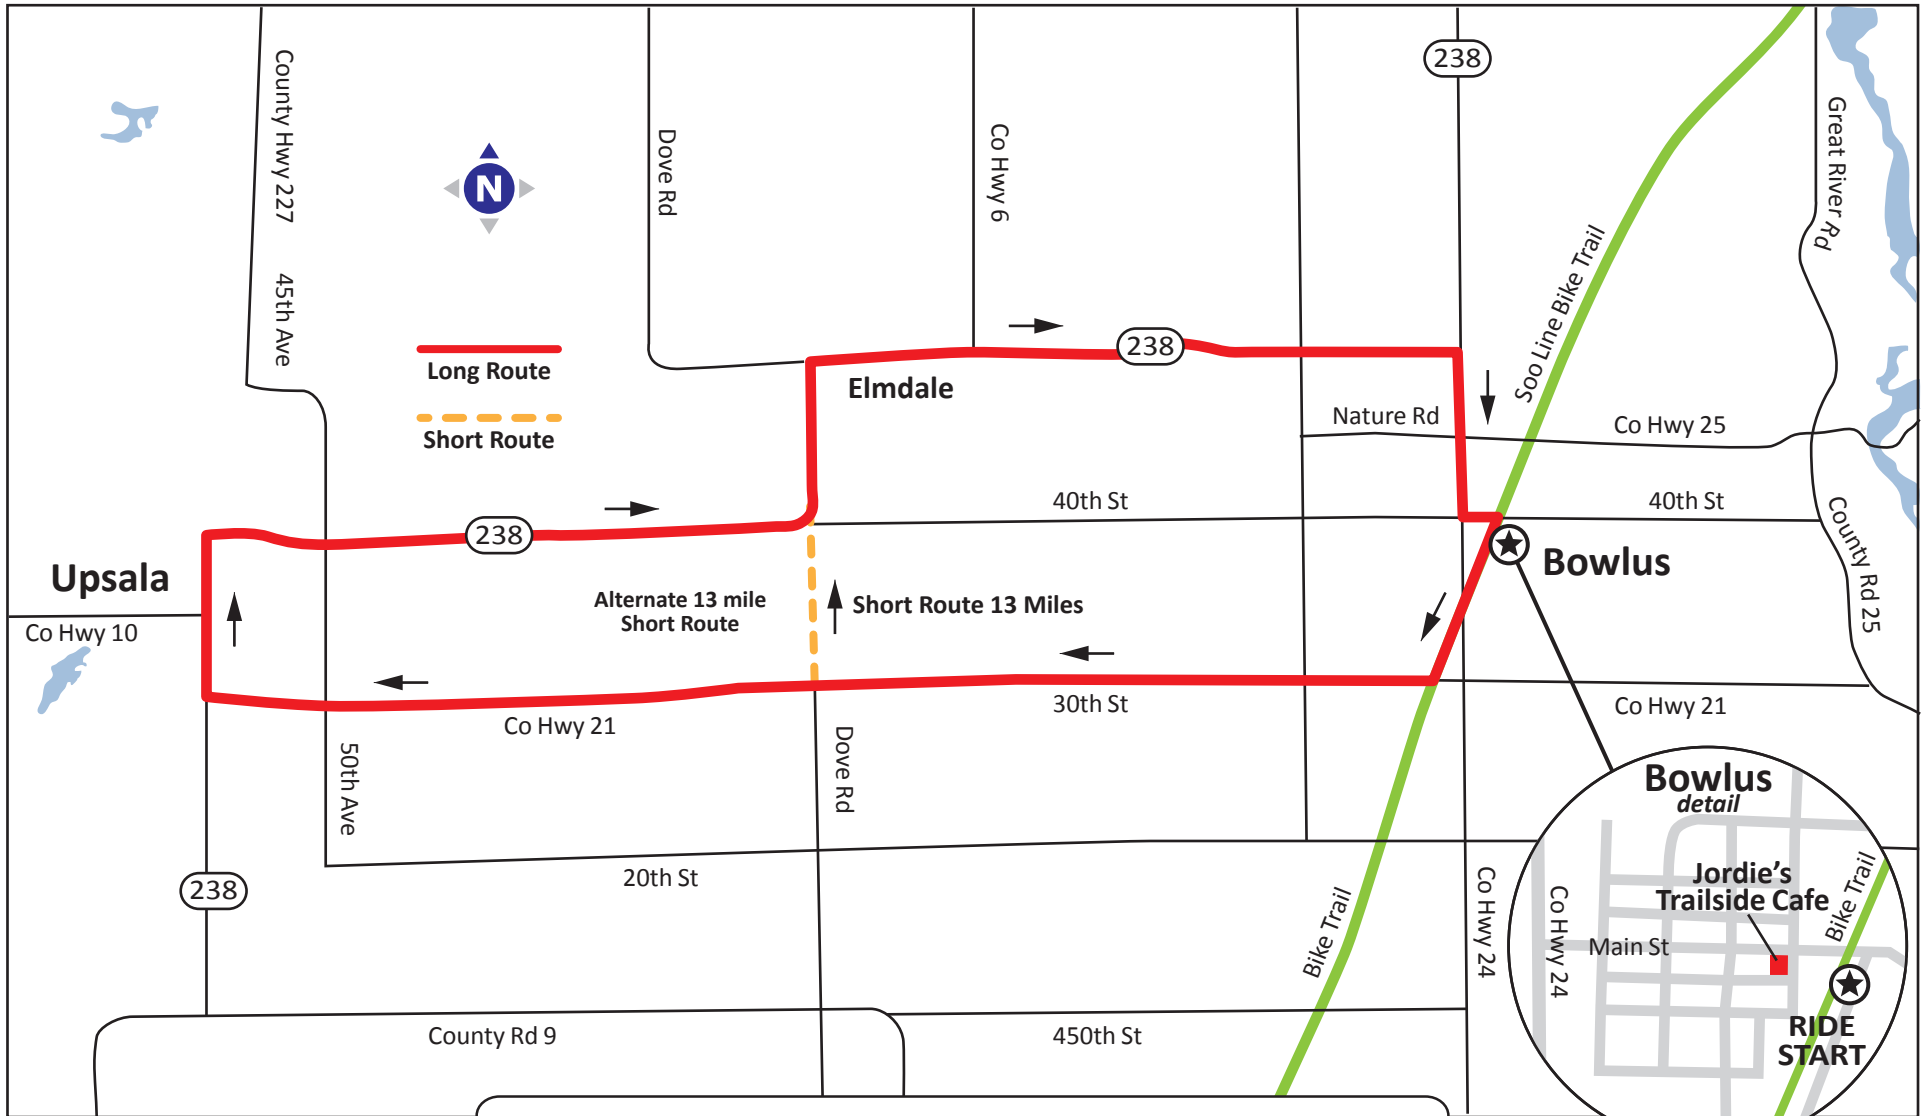 238
County Hwy 227
Dove Rd
Co Hwy 6
Great River Rd
N
Soo Line Bike Trail
45th Ave
Long Route
238
Elmdale
Short Route
Nature Rd
Co Hwy 25
40th St
40th St
238
County Rd 25
Upsala
Bowlus
Alternate 13 mile
Short Route
Short Route 13 Miles
Co Hwy 10
30th St
Co Hwy 21
Co Hwy 21
50th Ave
Dove Rd
Bowlus
detail
20th St
238
Jordie's
Trailside Cafe
Bike Trail
Bike Trail
Co Hwy 24
Co Hwy 24
Main St
County Rd 9
450th St
RIDE
START